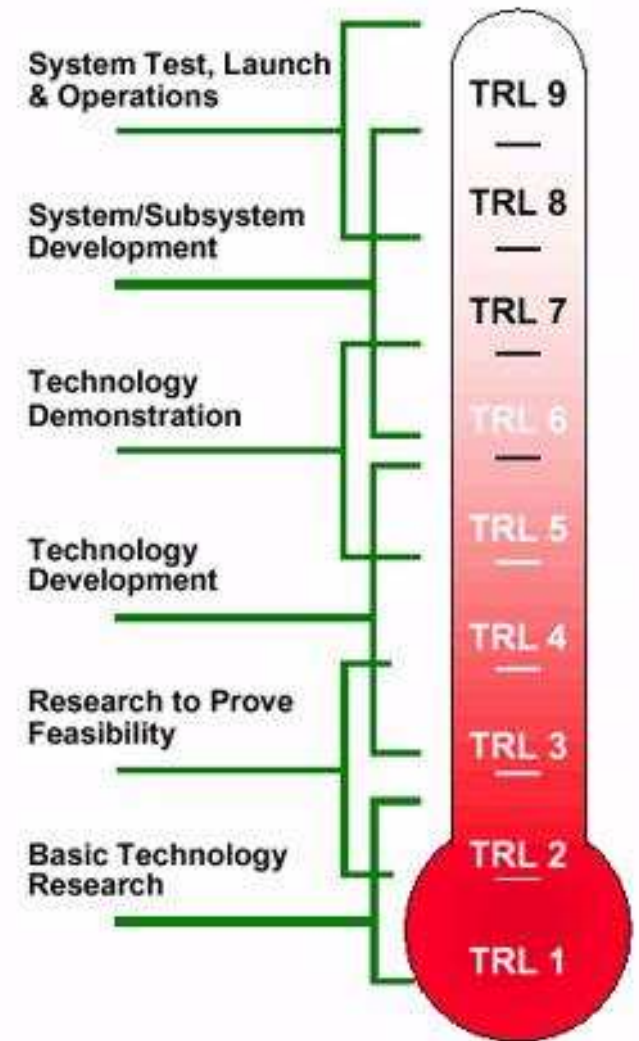 System Test, Launch
& Operations
System/Subsystem
Development
Technology
Demonstration
Technology
Development
Research to Prove
Feasibility
Basic Technology
Research
TRL 9
TRL 8
TRL 7
TRL 6
TRL 5
TRL 4
TRL 3
TRL 2
TRL 1